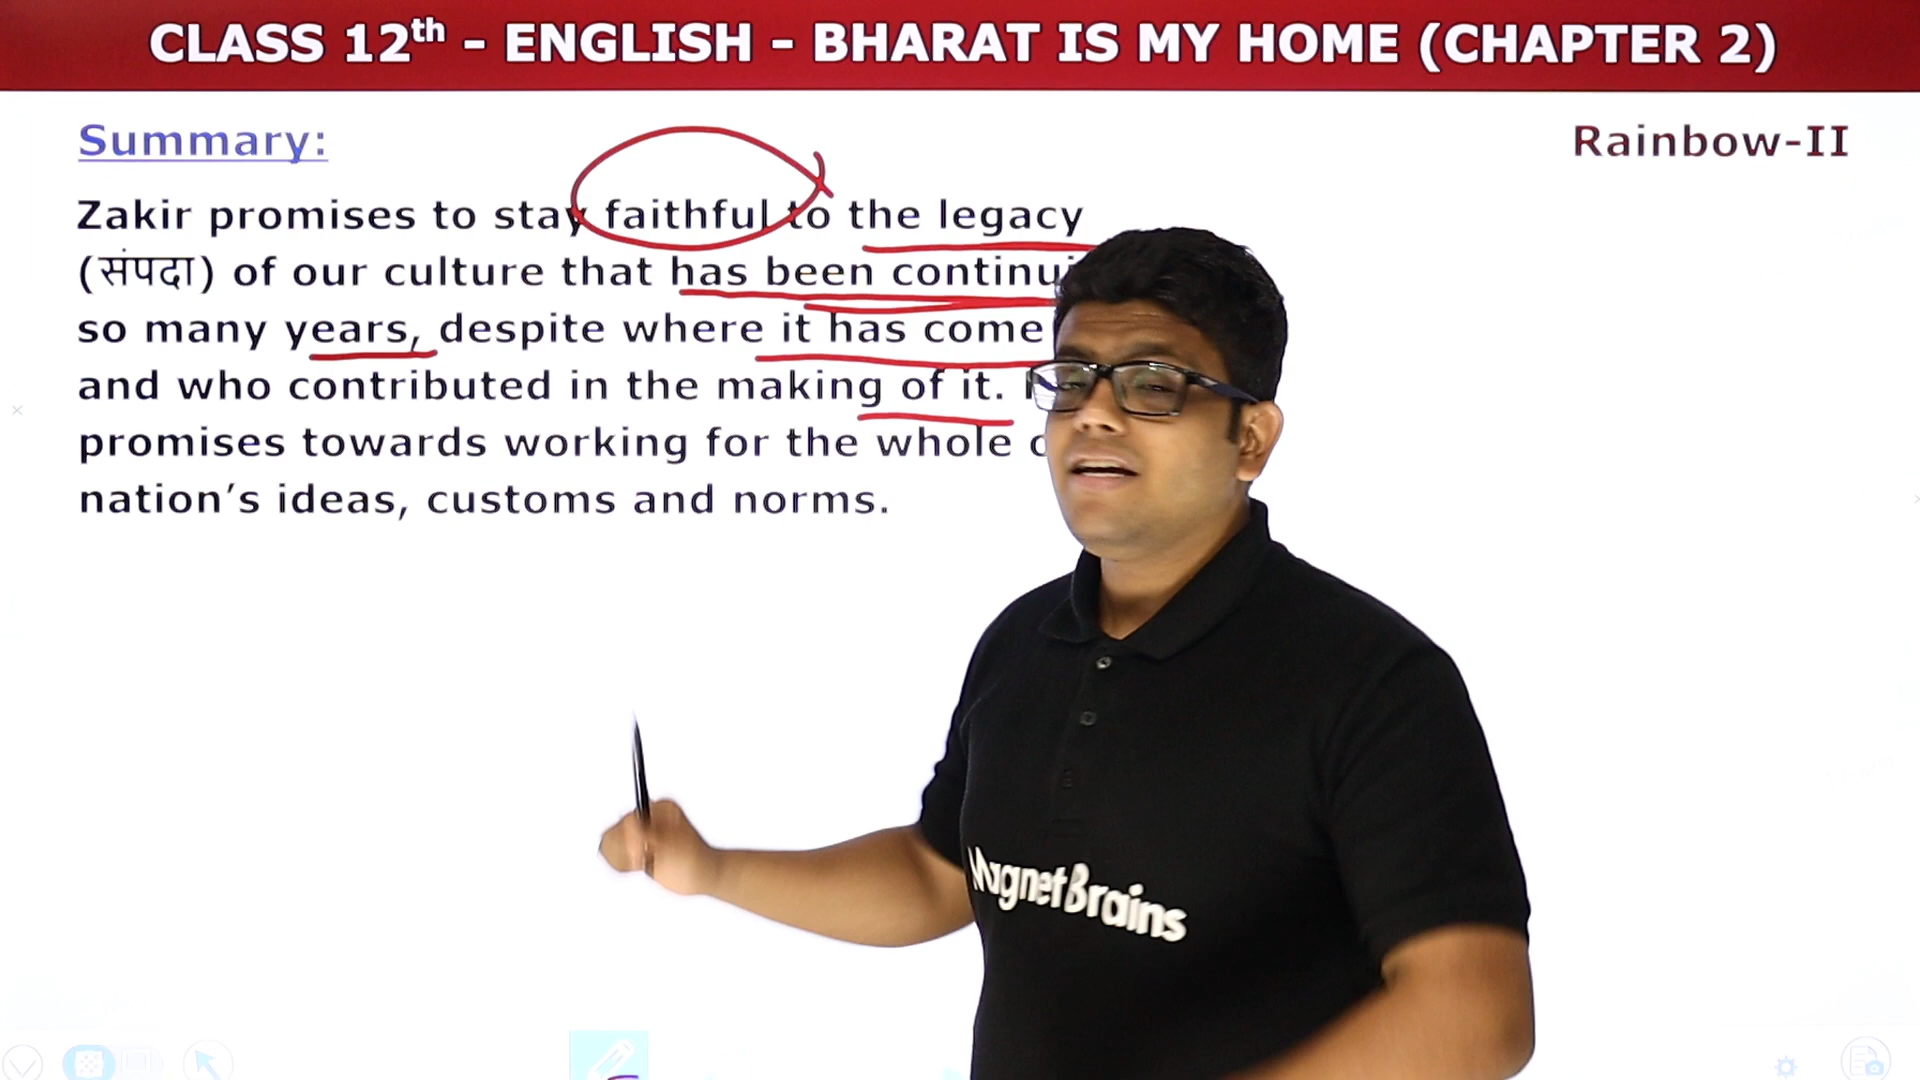 CLASS 12th - ENGLISH - BHARAT IS MY HOME (CHAPTER 2)
Summary:
Rainbow-II
Zakir promises to stay faithful to the legacy
(संपदा) of our culture that has been
so many years, despite where it has come
and who contributed in the making of it.
promises towards working for the whole
nation's ideas, customs and norms.
MagnetBrains